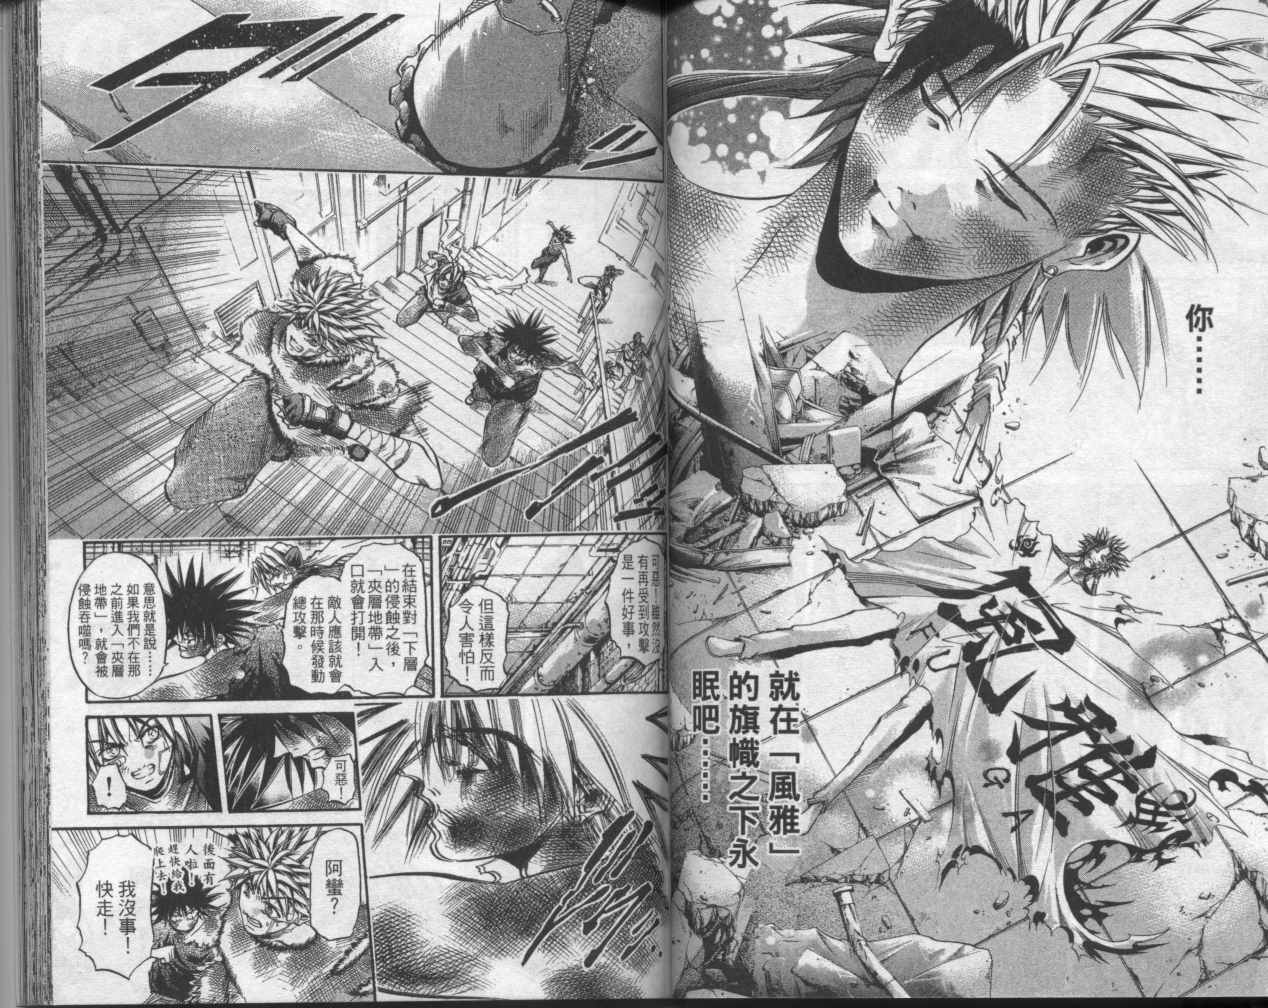 你⋯⋯⋯
就在「風雅」
的旗幟之下永
眠吧⋯⋯⋯
風雅
FU
GA
可惡！雖然沒
有再受到攻擊
是一件好事，
但這樣反而
令人害怕！
在結束對「下層
」的侵蝕之後，
「夾層地帶」入
口就會打開！
敵人應該就會
在那時候發動
總攻擊。
意思就是說⋯⋯
如果我們不在那
之前進入「夾層
地帶」，就會被
侵蝕吞噬嗎？
可惡！
！
阿蠻？
後面有
人啦！
趕快給我
爬上去！
我沒事！
快走！